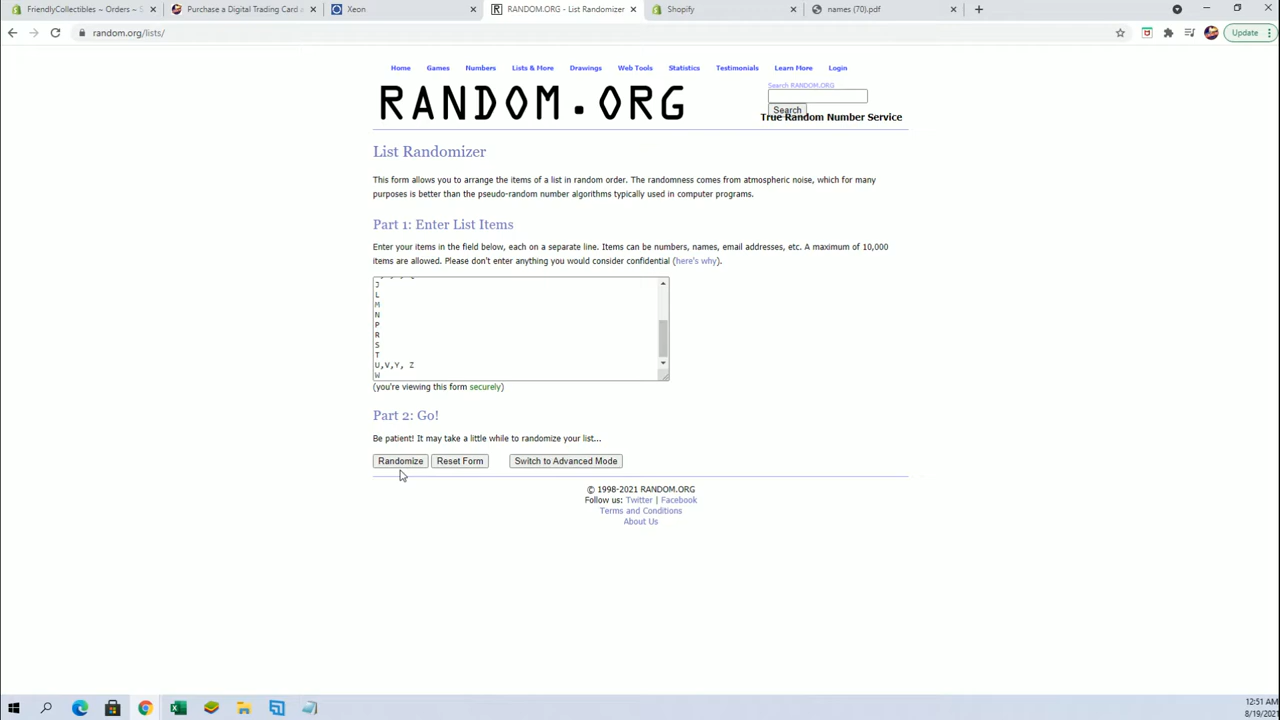 FriendlyCollectibles – Orders – S
Purchase a Digital Trading Card a
Xeon
RANDOM.ORG - List Randomizer
Shopify
names (70).pdf
random.org/lists/
Update
Home Games Numbers Lists & More Drawings Web Tools Statistics Testimonials Learn More Login
RANDOM.ORG
Search RANDOM.ORG
Search
True Random Number Service
List Randomizer
This form allows you to arrange the items of a list in random order. The randomness comes from atmospheric noise, which for many
purposes is better than the pseudo-random number algorithms typically used in computer programs.
Part 1: Enter List Items
Enter your items in the field below, each on a separate line. Items can be numbers, names, email addresses, etc. A maximum of 10,000
items are allowed. Please don't enter anything you would consider confidential (here's why).
J
L
M
N
P
R
S
T
U,V,Y, Z
W
(you're viewing this form securely)
Part 2: Go!
Be patient! It may take a little while to randomize your list...
Randomize Reset Form Switch to Advanced Mode
© 1998-2021 RANDOM.ORG
Follow us: Twitter | Facebook
Terms and Conditions
About Us
12:51 AM
8/19/2021